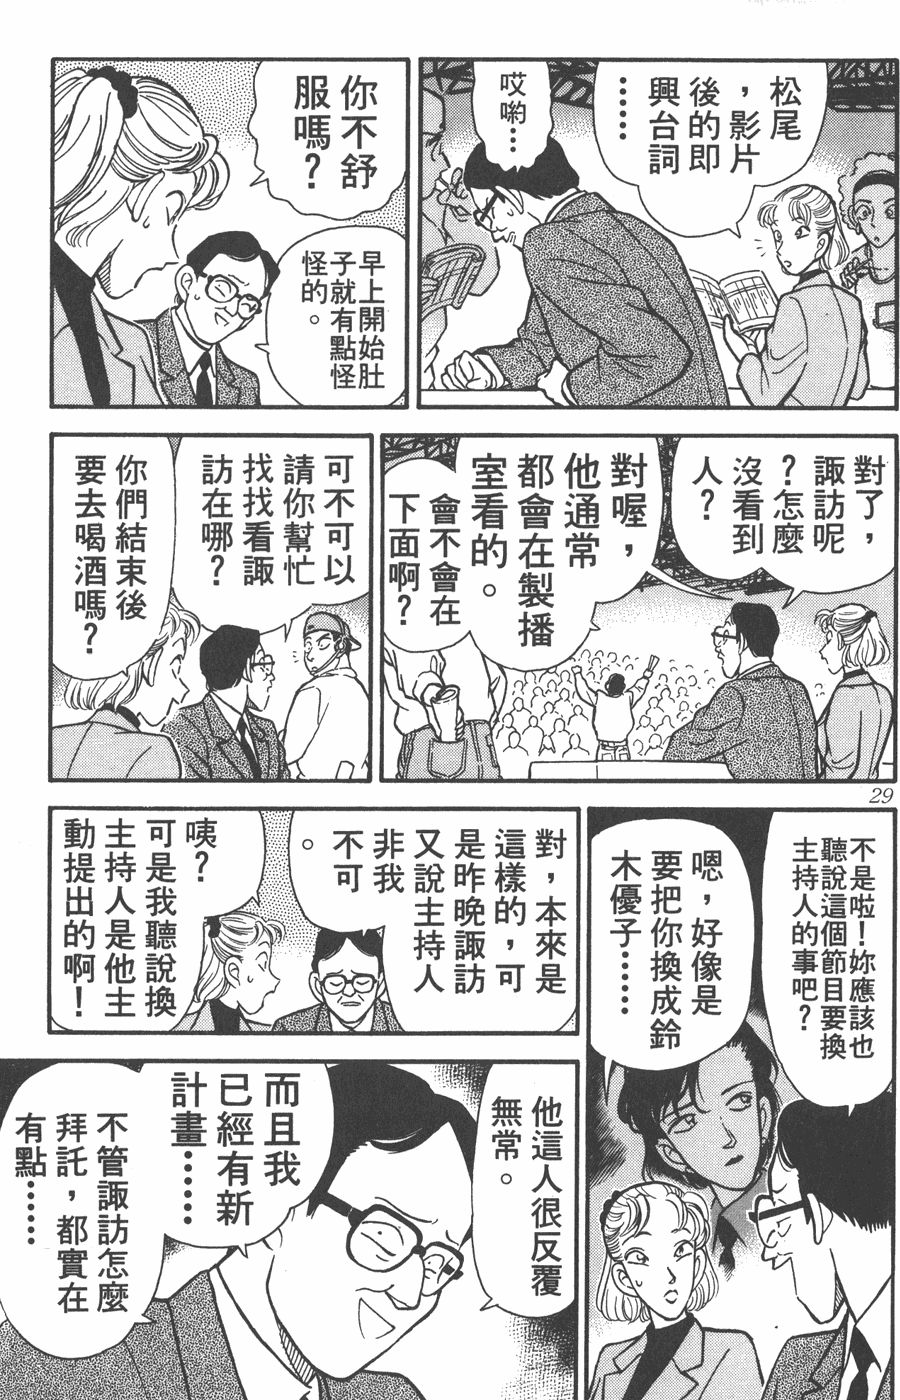 松尾
，影片
後的即
興台詞
……
哎喲…
你不舒
服嗎？
早上開始肚
子就有點怪
怪的。
對了，
諏訪呢
？怎麼
沒看到
人？
對喔，
他通常
都會在製播
室看的。
會不會在
下面啊？
可不可以
請你幫忙
找找看諏
訪在哪？
你們結束後
要去喝酒嗎？
29
不是啦！妳應該也
聽說這個節目要換
主持人的事吧？
嗯，好像是
要把你換成鈴
木優子……
對，本來是
這樣的，可
是昨晚諏訪
又說主持人
非我
不可
。
咦？
可是我聽說換
主持人是他主
動提出的啊！
他這人很反覆
無常。
而且我
已經有新
計畫……
不管諏訪怎麼
拜託，都實在
有點……